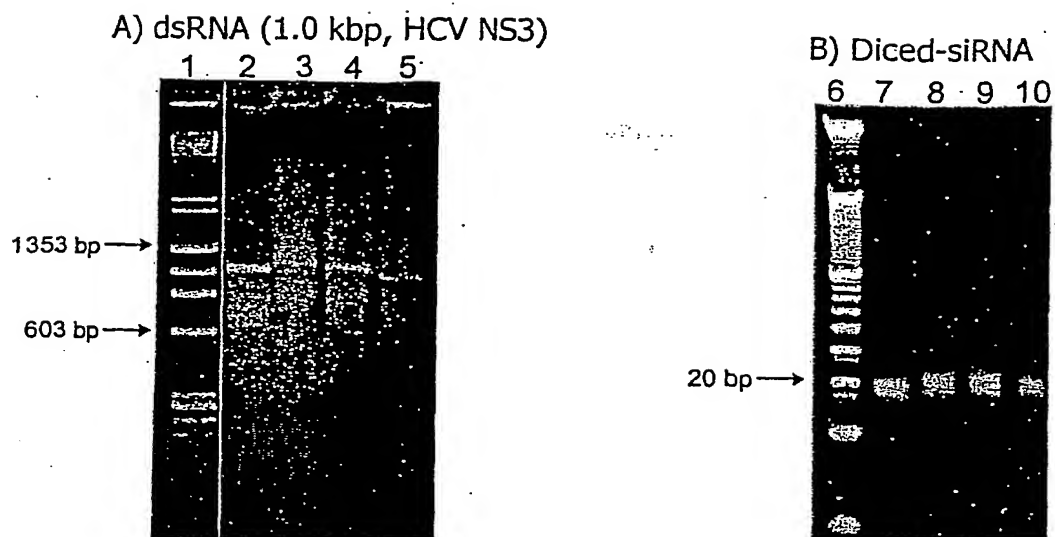 A) dsRNA (1.0 kbp, HCV NS3)
1 2 3 4 5
1353 bp
603 bp
B) Diced-siRNA
6 7 8 9 10
20 bp